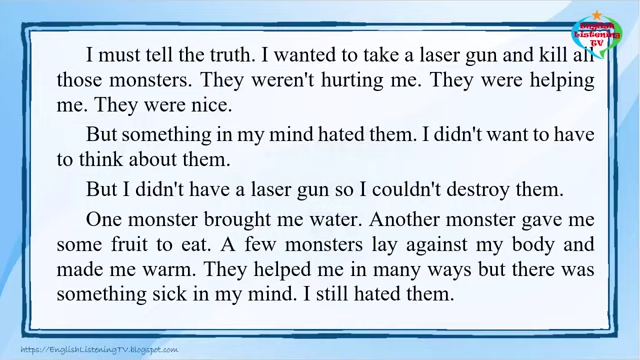 English
Listening
TV
I must tell the truth. I wanted to take a laser gun and kill all
those monsters. They weren't hurting me. They were helping
me. They were nice.
But something in my mind hated them. I didn't want to have
to think about them.
But I didn't have a laser gun so I couldn't destroy them.
One monster brought me water. Another monster gave me
some fruit to eat. A few monsters lay against my body and
made me warm. They helped me in many ways but there was
something sick in my mind. I still hated them.
https://EnglishListeningTV.blogspot.com